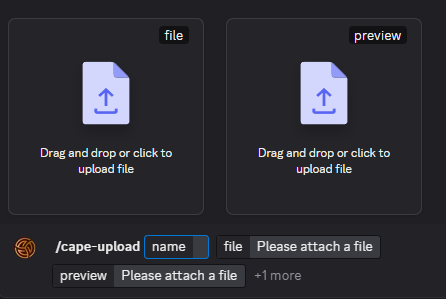 file
preview
Drag and drop or click to
upload file
Drag and drop or click to
upload file
/cape-upload name file Please attach a file
preview Please attach a file +1 more